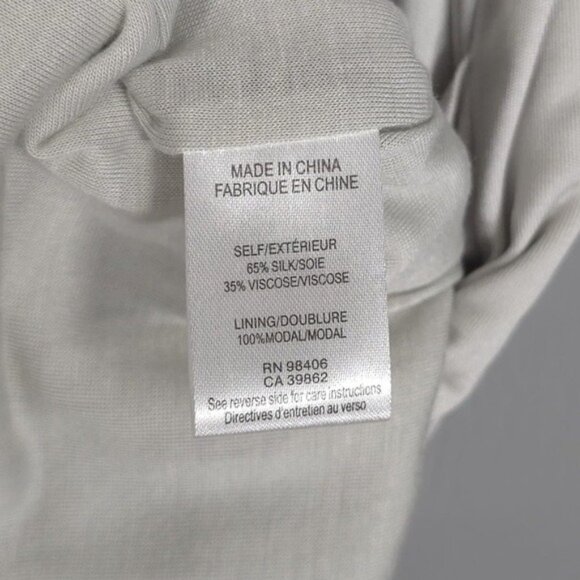 MADE IN CHINA
FABRIQUE EN CHINE
SELF/EXTÉRIEUR
65% SILK/SOIE
35% VISCOSE/VISCOSE
LINING/DOUBLURE
100%MODAL/MODAL
RN 98406
CA 39862
See reverse side for care instructions
Directives d'entretien au verso